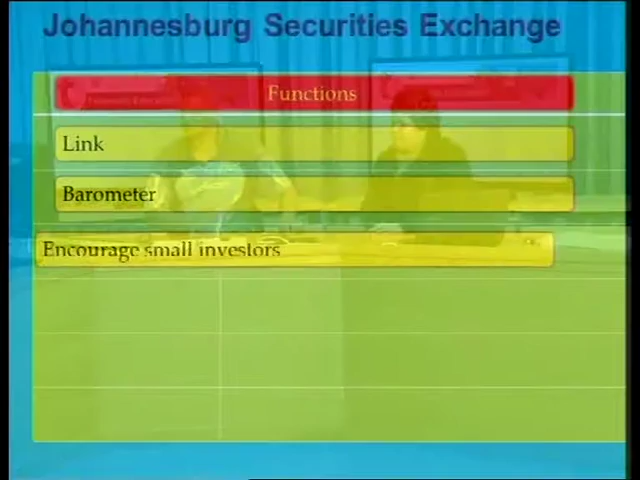 Johannesburg Securities Exchange
Functions
Link
Barometer
Encourage small investors